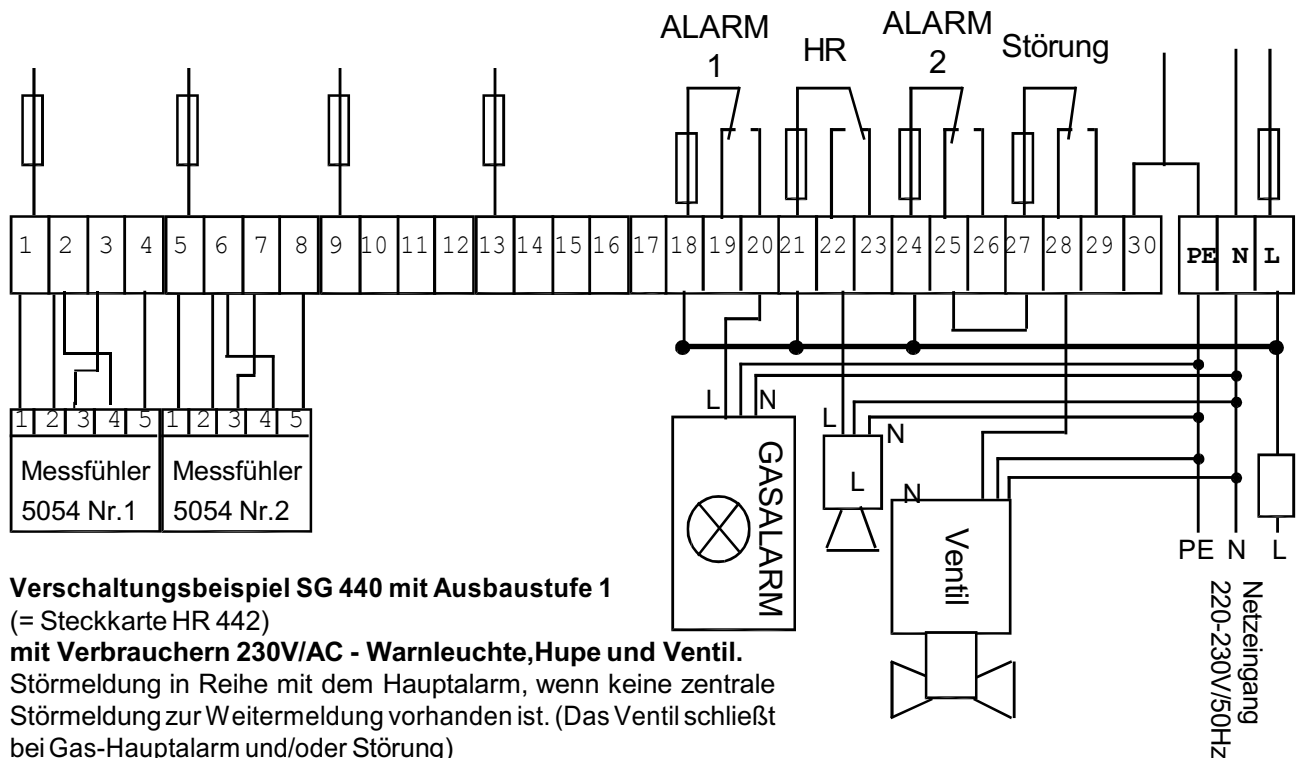 ALARM
1
HR
ALARM
2
Störung
1 2 3 4 5 6 7 8 9 10 11 12 13 14 15 16 17 18 19 20 21 22 23 24 25 26 27 28 29 30 PE N L
L N
L N
1 2 3 4 5 1 2 3 4 5
Messfühler
5054 Nr.1
Messfühler
5054 Nr.2
GASALARM
L
N
Ventil
PE N L
Netzeingang
220-230V/50Hz
Verschaltungsbeispiel SG 440 mit Ausbaustufe 1
(= Steckkarte HR 442)
mit Verbrauchern 230V/AC - Warnleuchte,Hupe und Ventil.
Störmeldung in Reihe mit dem Hauptalarm, wenn keine zentrale
Störmeldung zur Weitermeldung vorhanden ist. (Das Ventil schließt
bei Gas-Hauptalarm und/oder Störung)